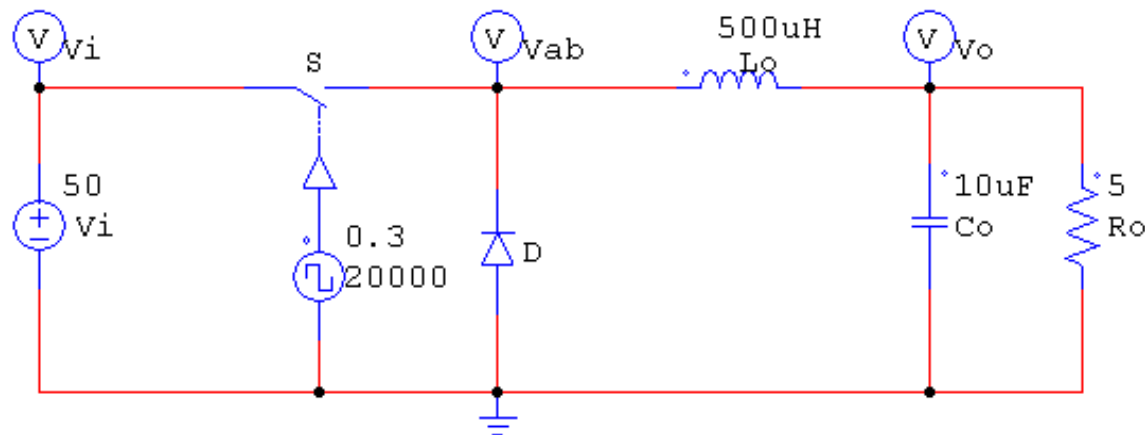 V Vi
S
V Vab
500uH
Lo
V Vo
50
Vi
0.3
20000
D
10uF
Co
5
Ro